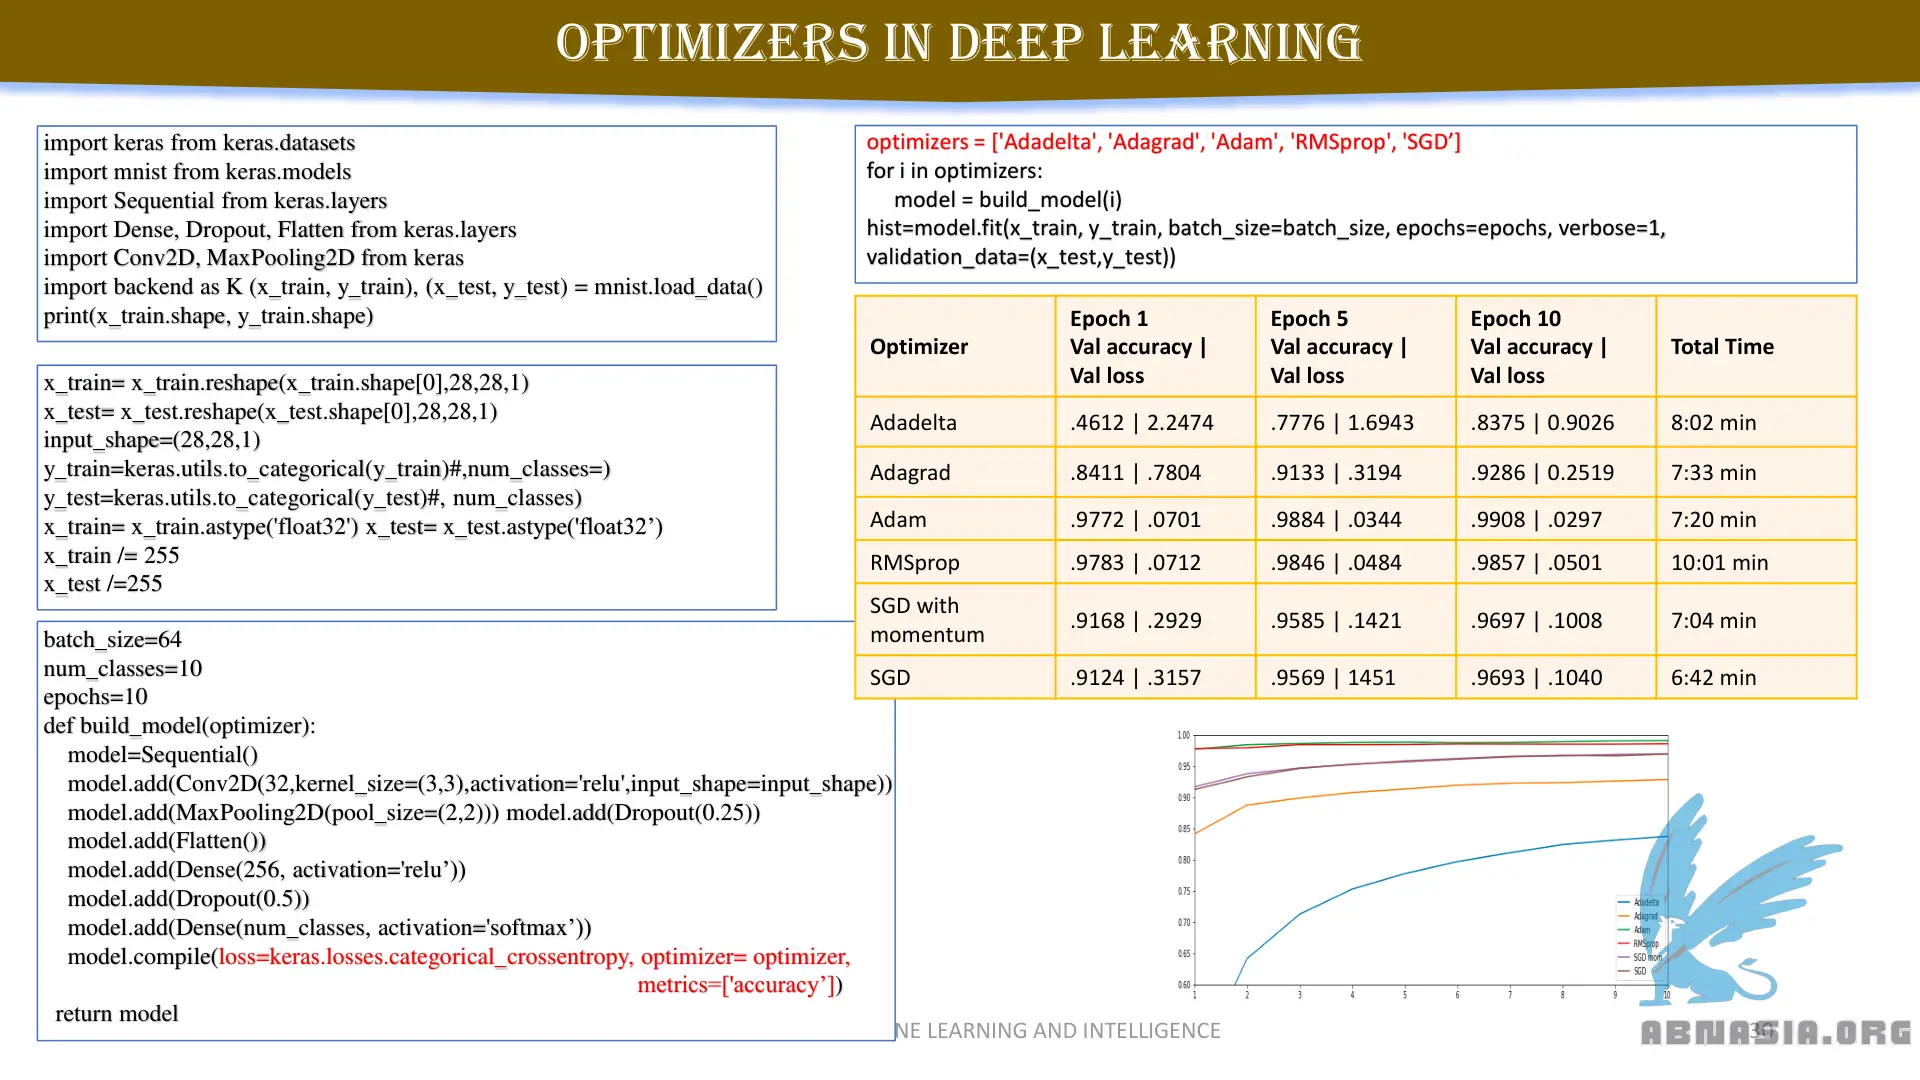 OPTIMIZERS IN DEEP LEARNING
import keras from keras.datasets
import mnist from keras.models
import Sequential from keras.layers
import Dense, Dropout, Flatten from keras.layers
import Conv2D, MaxPooling2D from keras
import backend as K (x_train, y_train), (x_test, y_test) = mnist.load_data()
print(x_train.shape, y_train.shape)
x_train= x_train.reshape(x_train.shape[0],28,28,1)
x_test= x_test.reshape(x_test.shape[0],28,28,1)
input_shape=(28,28,1)
y_train=keras.utils.to_categorical(y_train)#,num_classes=)
y_test=keras.utils.to_categorical(y_test)#, num_classes)
x_train= x_train.astype('float32') x_test= x_test.astype('float32’)
x_train /= 255
x_test /=255
batch_size=64
num_classes=10
epochs=10
def build_model(optimizer):
model=Sequential()
model.add(Conv2D(32,kernel_size=(3,3),activation='relu',input_shape=input_shape))
model.add(MaxPooling2D(pool_size=(2,2))) model.add(Dropout(0.25))
model.add(Flatten())
model.add(Dense(256, activation='relu’))
model.add(Dropout(0.5))
model.add(Dense(num_classes, activation='softmax’))
model.compile(loss=keras.losses.categorical_crossentropy, optimizer= optimizer,
metrics=['accuracy’])
return model
optimizers = ['Adadelta', 'Adagrad', 'Adam', 'RMSprop', 'SGD’]
for i in optimizers:
model = build_model(i)
hist=model.fit(x_train, y_train, batch_size=batch_size, epochs=epochs, verbose=1,
validation_data=(x_test,y_test))
Optimizer | Epoch 1 Val accuracy | Val loss | Epoch 5 Val accuracy | Val loss | Epoch 10 Val accuracy | Val loss | Total Time
Adadelta .4612 | 2.2474 .7776 | 1.6943 .8375 | 0.9026 8:02 min
Adagrad .8411 | .7804 .9133 | .3194 .9286 | 0.2519 7:33 min
Adam .9772 | .0701 .9884 | .0344 .9908 | .0297 7:20 min
RMSprop .9783 | .0712 .9846 | .0484 .9857 | .0501 10:01 min
SGD with momentum .9168 | .2929 .9585 | .1421 .9697 | .1008 7:04 min
SGD .9124 | .3157 .9569 | 1451 .9693 | .1040 6:42 min
1.00
0.95
0.90
0.85
0.80
0.75
0.70
0.65
0.60
1 2 3 4 5 6 7 8 9 10
Adadelta
Adagrad
Adam
RMSprop
SGD mom
SGD
NE LEARNING AND INTELLIGENCE
30
ABNASIA.ORG